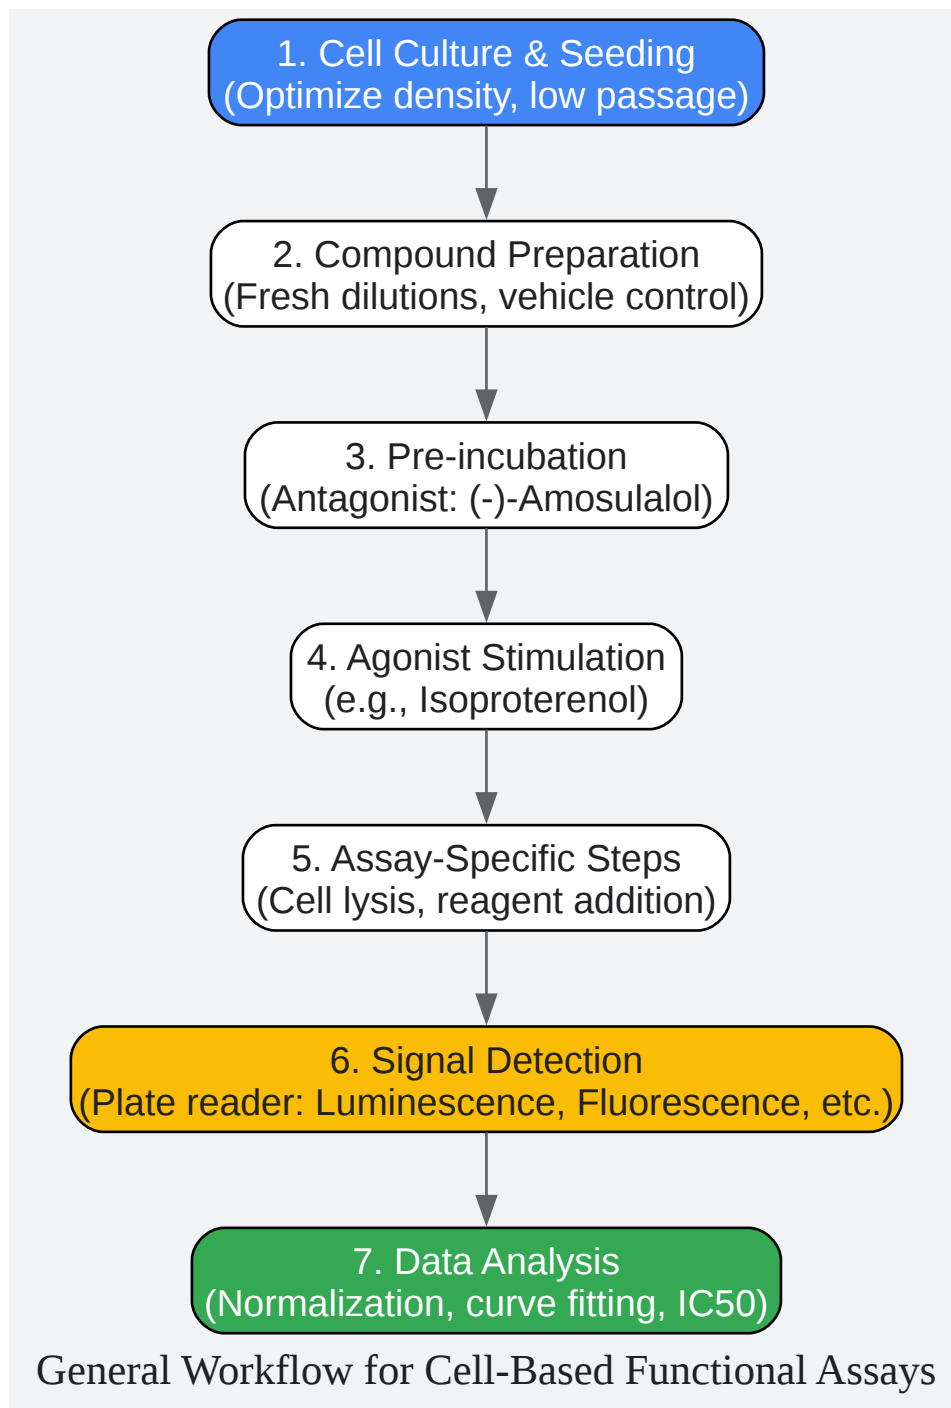 1. Cell Culture & Seeding
(Optimize density, low passage)
2. Compound Preparation
(Fresh dilutions, vehicle control)
3. Pre-incubation
(Antagonist: (-)-Amosulalol)
4. Agonist Stimulation
(e.g., Isoproterenol)
5. Assay-Specific Steps
(Cell lysis, reagent addition)
6. Signal Detection
(Plate reader: Luminescence, Fluorescence, etc.)
7. Data Analysis
(Normalization, curve fitting, IC50)
General Workflow for Cell-Based Functional Assays